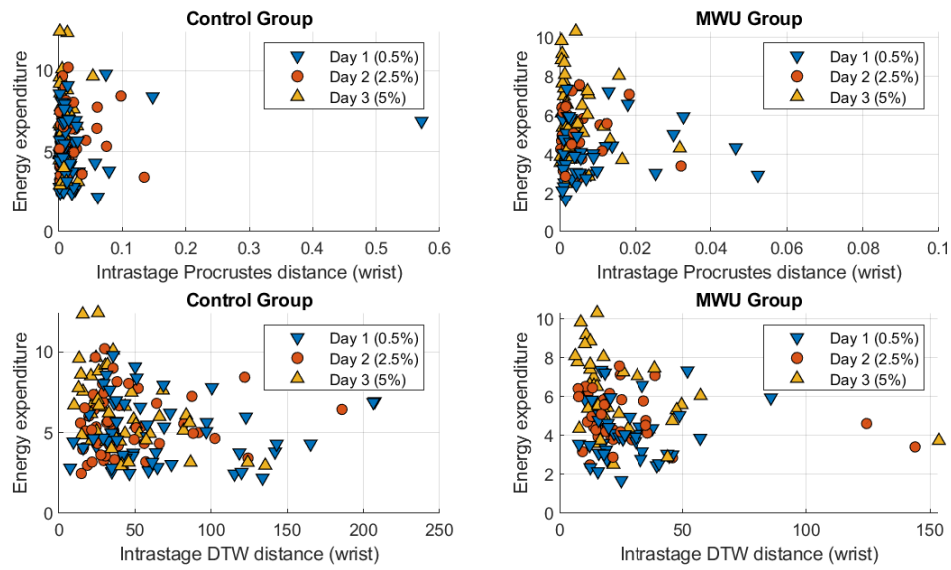 Control Group
Energy expenditure
10
5
0
Day 1 (0.5%)
Day 2 (2.5%)
Day 3 (5%)
0 0.1 0.2 0.3 0.4 0.5 0.6
Intrastage Procrustes distance (wrist)
MWU Group
Energy expenditure
10
8
6
4
2
0
Day 1 (0.5%)
Day 2 (2.5%)
Day 3 (5%)
0 0.02 0.04 0.06 0.08 0.1
Intrastage Procrustes distance (wrist)
Control Group
Energy expenditure
10
5
0
Day 1 (0.5%)
Day 2 (2.5%)
Day 3 (5%)
0 50 100 150 200 250
Intrastage DTW distance (wrist)
MWU Group
Energy expenditure
10
8
6
4
2
0
Day 1 (0.5%)
Day 2 (2.5%)
Day 3 (5%)
0 50 100 150
Intrastage DTW distance (wrist)